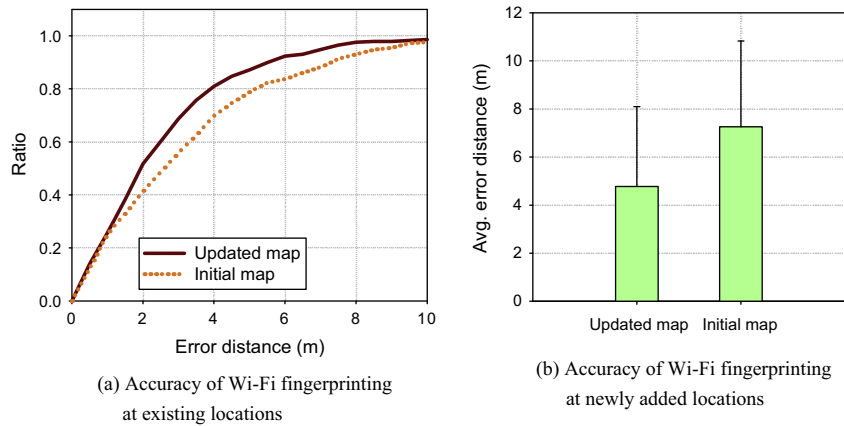 1.0
0.8
0.6
0.4
0.2
0.0
Ratio
Updated map
Initial map
0 2 4 6 8 10
Error distance (m)
(a) Accuracy of Wi-Fi fingerprinting
at existing locations
12
10
8
6
4
2
0
Avg. error distance (m)
Updated map Initial map
(b) Accuracy of Wi-Fi fingerprinting
at newly added locations